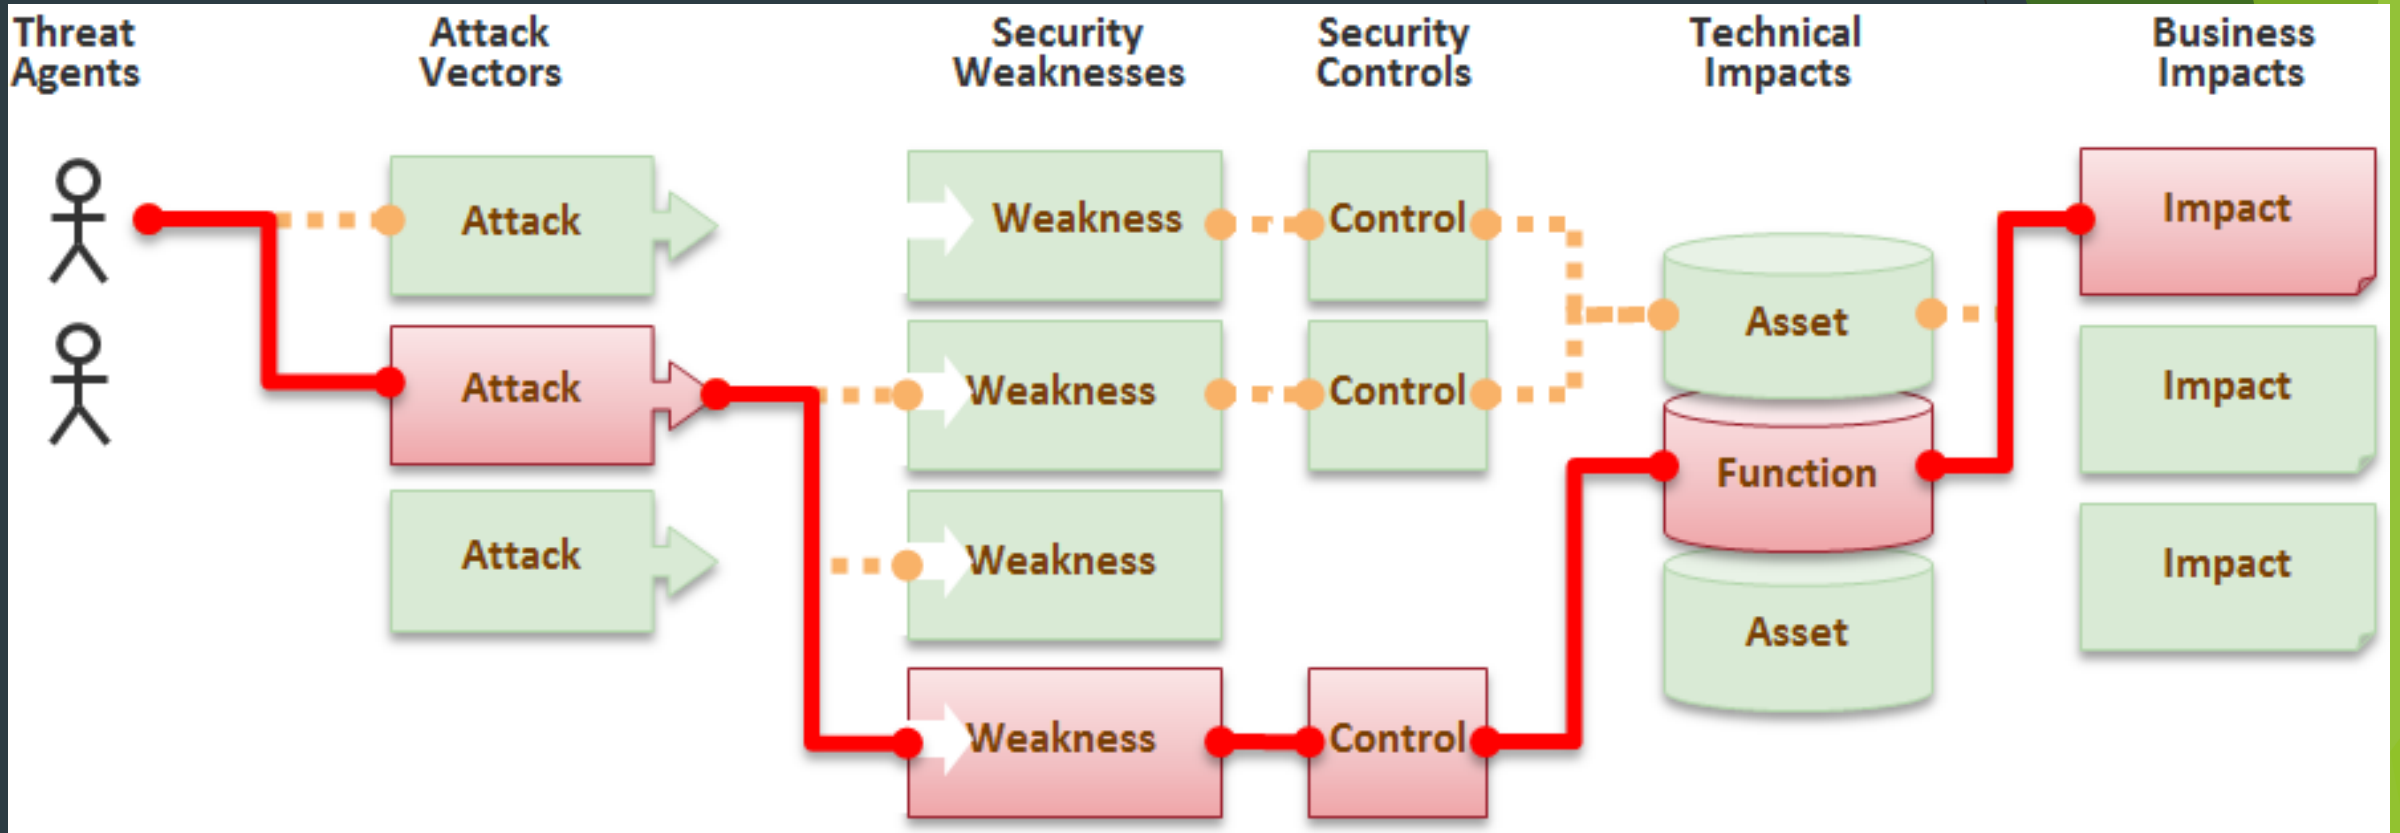 Threat
Agents
Attack
Vectors
Security
Weaknesses
Security
Controls
Technical
Impacts
Business
Impacts
Attack
Weakness
Control
Impact
Asset
Attack
Weakness
Control
Impact
Function
Attack
Weakness
Impact
Asset
Weakness
Control